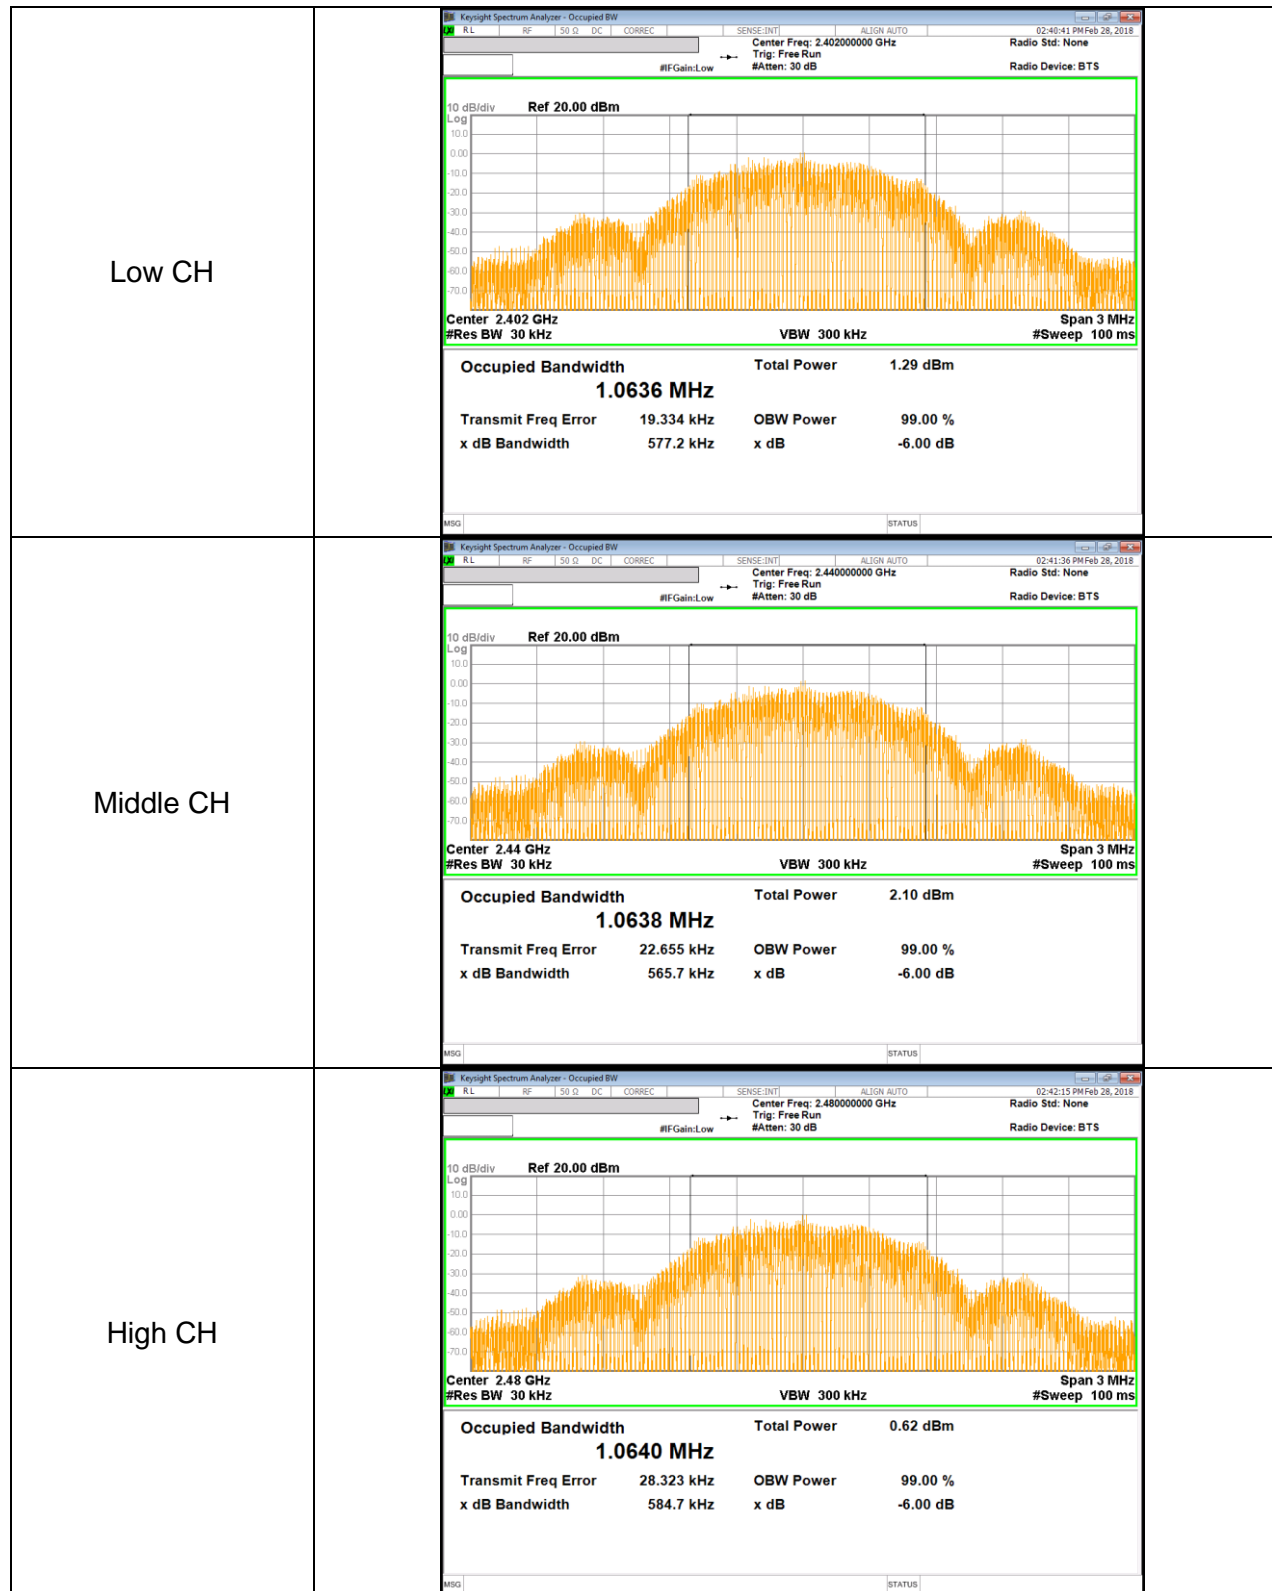 Low CH
Keysight Spectrum Analyzer - Occupied BW
LXI RL RF 50 Ω DC CORREC SENSE:INT ALIGN AUTO 02:40:41 PM Feb 28, 2018
Center Freq: 2.402000000 GHz Radio Std: None
Trig: Free Run
#IFGain:Low #Atten: 30 dB Radio Device: BTS
10 dB/div Ref 20.00 dBm
Log
10.0
0.00
-10.0
-20.0
-30.0
-40.0
-50.0
-60.0
-70.0
Center 2.402 GHz Span 3 MHz
#Res BW 30 kHz VBW 300 kHz #Sweep 100 ms
Occupied Bandwidth Total Power 1.29 dBm
1.0636 MHz
Transmit Freq Error 19.334 kHz OBW Power 99.00 %
x dB Bandwidth 577.2 kHz x dB -6.00 dB
MSG STATUS
Middle CH
Keysight Spectrum Analyzer - Occupied BW
LXI RL RF 50 Ω DC CORREC SENSE:INT ALIGN AUTO 02:41:36 PM Feb 28, 2018
Center Freq: 2.440000000 GHz Radio Std: None
Trig: Free Run
#IFGain:Low #Atten: 30 dB Radio Device: BTS
10 dB/div Ref 20.00 dBm
Log
10.0
0.00
-10.0
-20.0
-30.0
-40.0
-50.0
-60.0
-70.0
Center 2.44 GHz Span 3 MHz
#Res BW 30 kHz VBW 300 kHz #Sweep 100 ms
Occupied Bandwidth Total Power 2.10 dBm
1.0638 MHz
Transmit Freq Error 22.655 kHz OBW Power 99.00 %
x dB Bandwidth 565.7 kHz x dB -6.00 dB
MSG STATUS
High CH
Keysight Spectrum Analyzer - Occupied BW
LXI RL RF 50 Ω DC CORREC SENSE:INT ALIGN AUTO 02:42:15 PM Feb 28, 2018
Center Freq: 2.480000000 GHz Radio Std: None
Trig: Free Run
#IFGain:Low #Atten: 30 dB Radio Device: BTS
10 dB/div Ref 20.00 dBm
Log
10.0
0.00
-10.0
-20.0
-30.0
-40.0
-50.0
-60.0
-70.0
Center 2.48 GHz Span 3 MHz
#Res BW 30 kHz VBW 300 kHz #Sweep 100 ms
Occupied Bandwidth Total Power 0.62 dBm
1.0640 MHz
Transmit Freq Error 28.323 kHz OBW Power 99.00 %
x dB Bandwidth 584.7 kHz x dB -6.00 dB
MSG STATUS